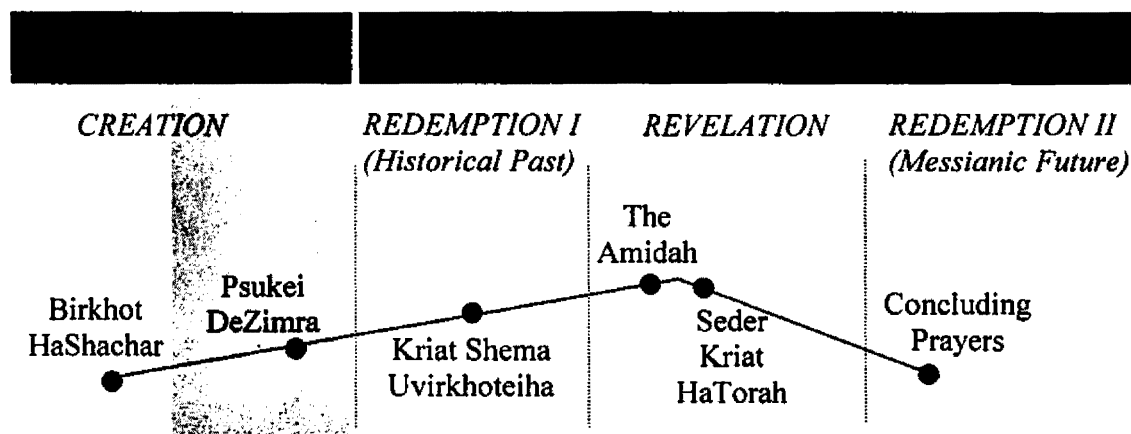 CREATION
REDEMPTION I
(Historical Past)
REVELATION
REDEMPTION II
(Messianic Future)
Birkhot
HaShachar
Psukei
DeZimra
Kriat Shema
Uvirkhoteiha
The
Amidah
Seder
Kriat
HaTorah
Concluding
Prayers